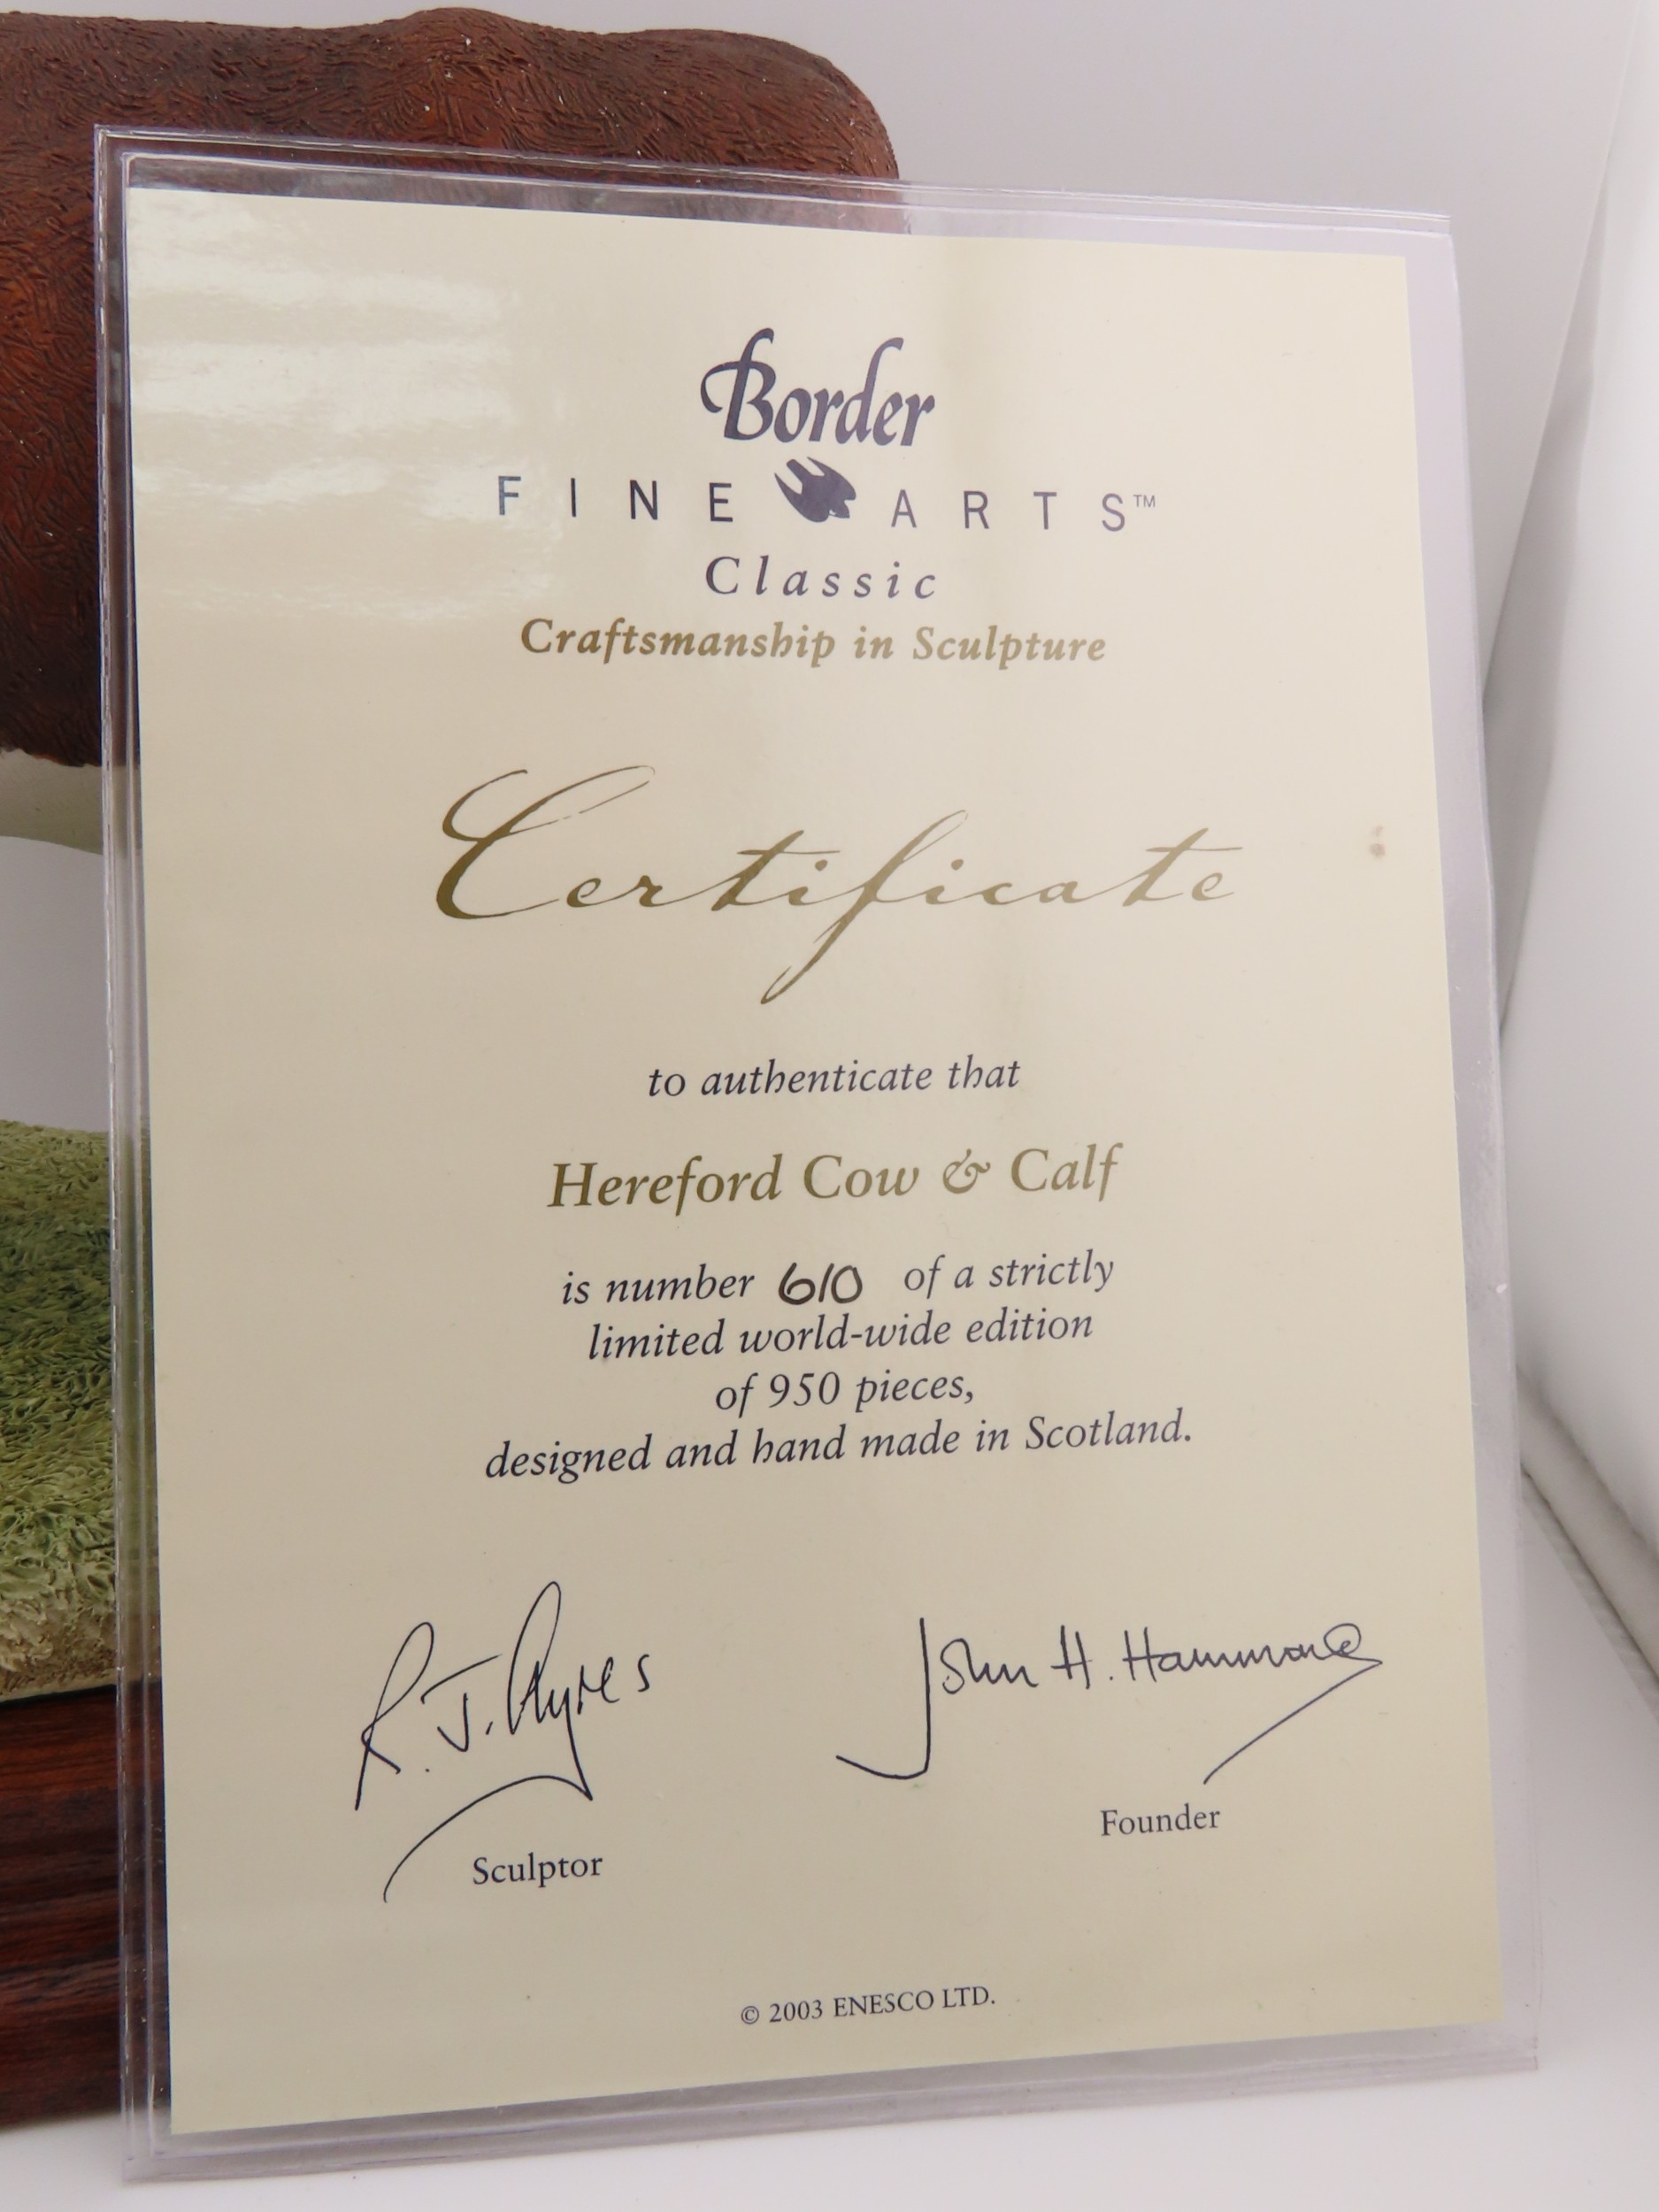 Border
FINE ARTS™
Classic
Craftsmanship in Sculpture
Certificate
to authenticate that
Hereford Cow & Calf
is number 610 of a strictly
limited world-wide edition
of 950 pieces,
designed and hand made in Scotland.
R. J. Ayres
John H. Hammond
Sculptor
Founder
© 2003 ENESCO LTD.